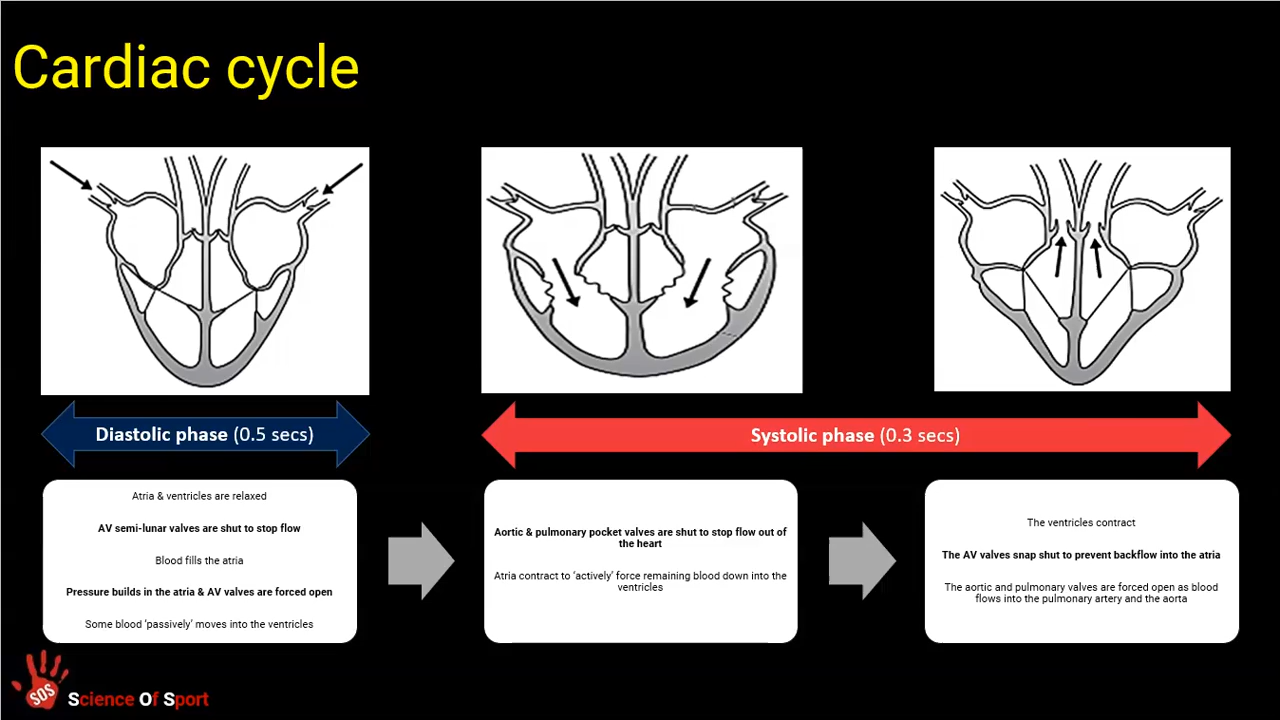 Cardiac cycle
Diastolic phase (0.5 secs)
Systolic phase (0.3 secs)
Atria & ventricles are relaxed
AV semi-lunar valves are shut to stop flow
Blood fills the atria
Pressure builds in the atria & AV valves are forced open
Some blood ‘passively’ moves into the ventricles
Aortic & pulmonary pocket valves are shut to stop flow out of
the heart
Atria contract to ‘actively’ force remaining blood down into the
ventricles
The ventricles contract
The AV valves snap shut to prevent backflow into the atria
The aortic and pulmonary valves are forced open as blood
flows into the pulmonary artery and the aorta
SOS
Science Of Sport